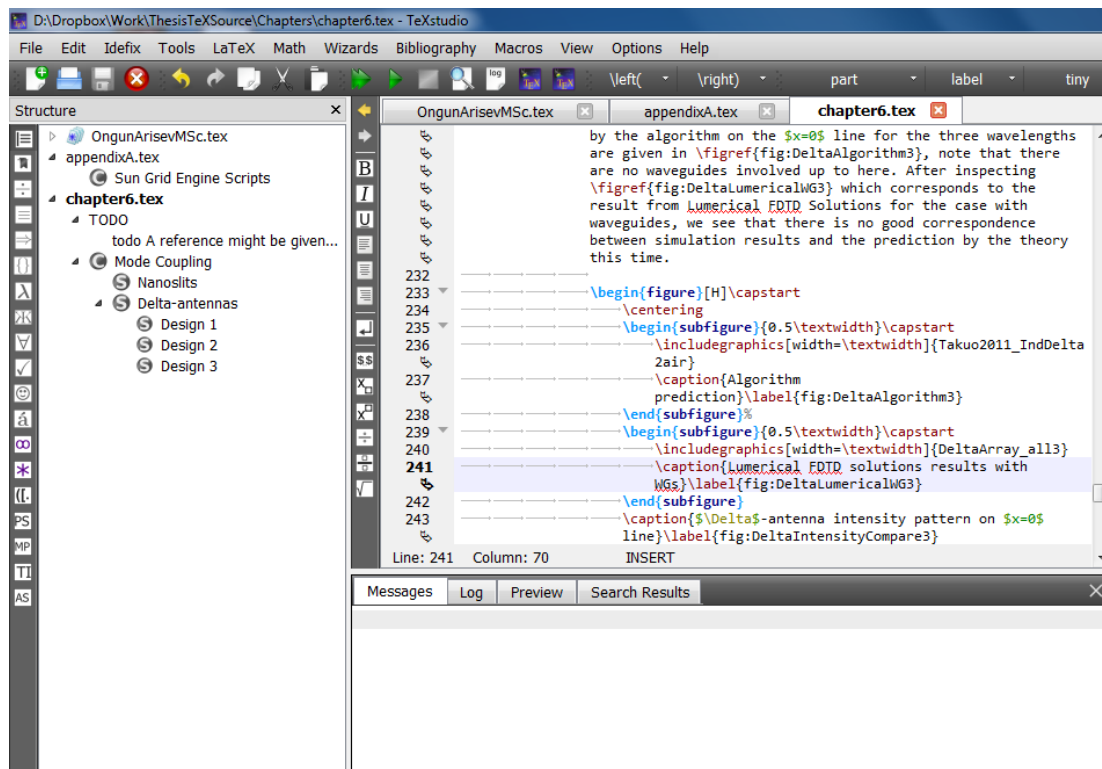 D:\Dropbox\Work\ThesisTeXSource\Chapters\chapter6.tex - TeXstudio
File Edit Idefix Tools LaTeX Math Wizards Bibliography Macros View Options Help
log TEX TEX \left( \right) part label tiny
Structure
OngunArisevMSc.tex
appendixA.tex
Sun Grid Engine Scripts
chapter6.tex
TODO
todo A reference might be given...
Mode Coupling
Nanoslits
Delta-antennas
Design 1
Design 2
Design 3
PS
MP
TI
AS
B
I
U
$$
OngunArisevMSc.tex appendixA.tex chapter6.tex
by the algorithm on the $x=0$ line for the three wavelengths
are given in \figref{fig:DeltaAlgorithm3}, note that there
are no waveguides involved up to here. After inspecting
\figref{fig:DeltaLumericalWG3} which corresponds to the
result from Lumerical FDTD Solutions for the case with
waveguides, we see that there is no good correspondence
between simulation results and the prediction by the theory
this time.
232
233 \begin{figure}[H]\capstart
234 \centering
235 \begin{subfigure}{0.5\textwidth}\capstart
236 \includegraphics[width=\textwidth]{Takuo2011_IndDelta
2air}
237 \caption{Algorithm
prediction}\label{fig:DeltaAlgorithm3}
238 \end{subfigure}%
239 \begin{subfigure}{0.5\textwidth}\capstart
240 \includegraphics[width=\textwidth]{DeltaArray_all3}
241 \caption{Lumerical FDTD solutions results with
WGs}\label{fig:DeltaLumericalWG3}
242 \end{subfigure}
243 \caption{$\Delta$-antenna intensity pattern on $x=0$
line}\label{fig:DeltaIntensityCompare3}
Line: 241 Column: 70 INSERT
Messages Log Preview Search Results